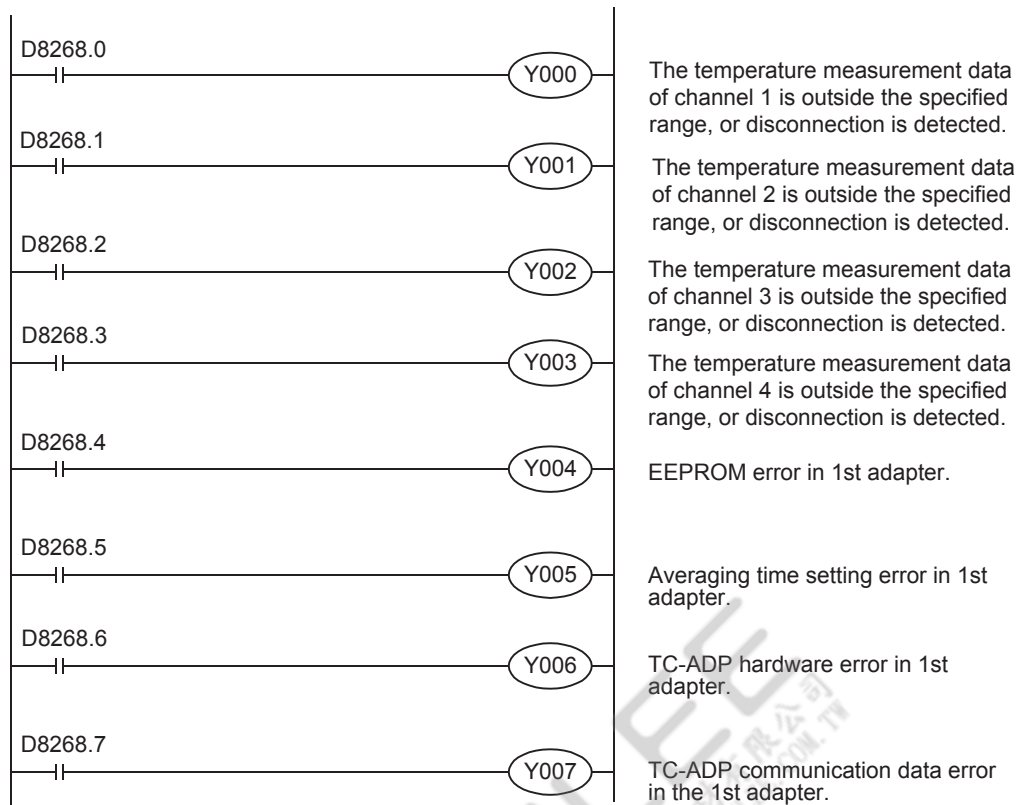 D8268.0
Y000
The temperature measurement data
of channel 1 is outside the specified
range, or disconnection is detected.
D8268.1
Y001
The temperature measurement data
of channel 2 is outside the specified
range, or disconnection is detected.
D8268.2
Y002
The temperature measurement data
of channel 3 is outside the specified
range, or disconnection is detected.
D8268.3
Y003
The temperature measurement data
of channel 4 is outside the specified
range, or disconnection is detected.
D8268.4
Y004
EEPROM error in 1st adapter.
D8268.5
Y005
Averaging time setting error in 1st
adapter.
D8268.6
Y006
TC-ADP hardware error in 1st
adapter.
D8268.7
Y007
TC-ADP communication data error
in the 1st adapter.